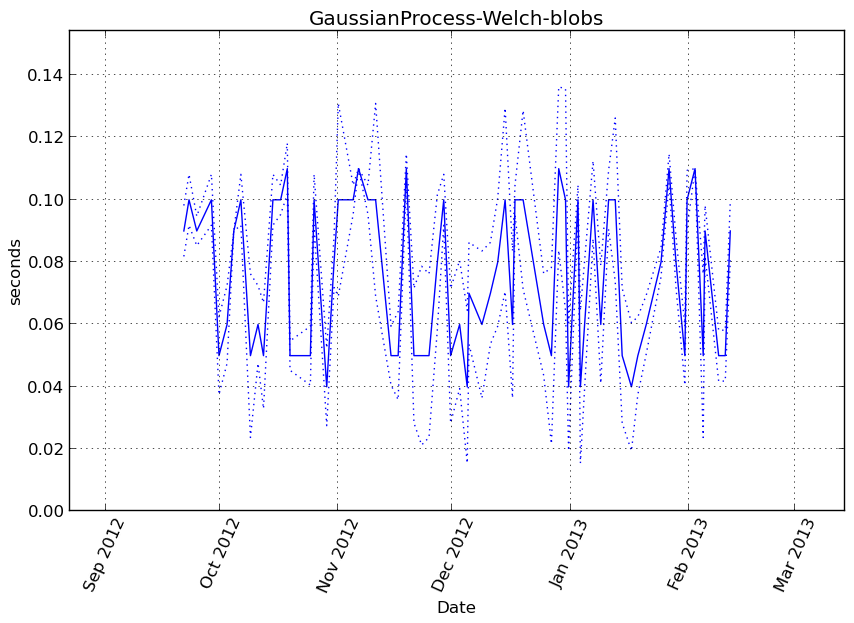 GaussianProcess-Welch-blobs
0.14
0.12
0.10
0.08
0.06
0.04
0.02
0.00
seconds
Sep 2012
Oct 2012
Nov 2012
Dec 2012
Jan 2013
Feb 2013
Mar 2013
Date